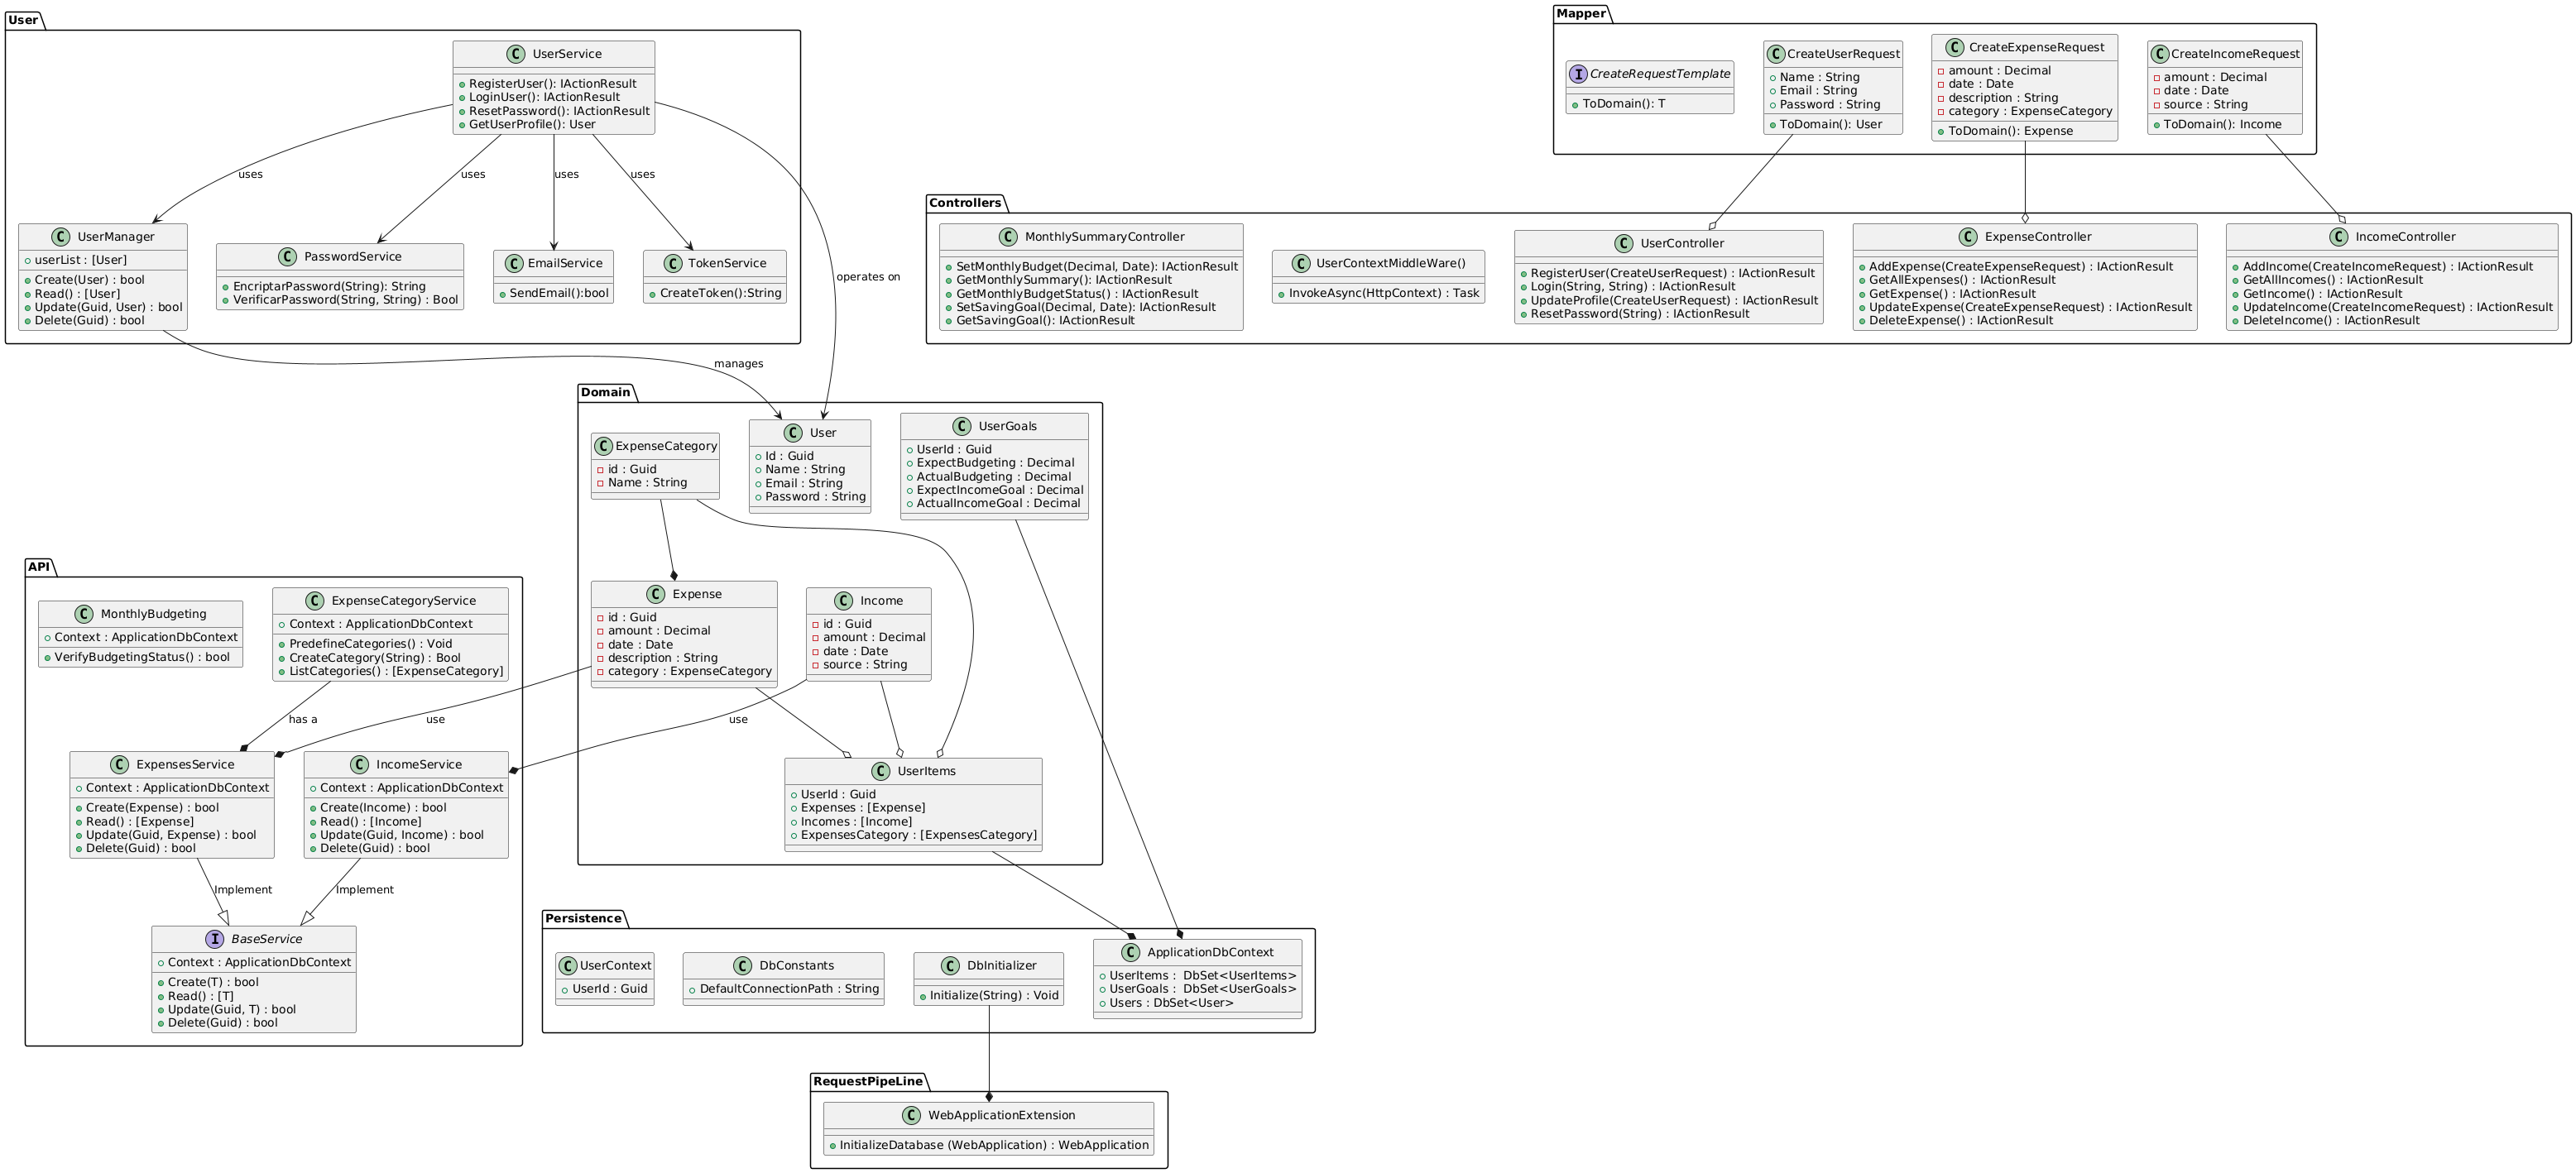 User
UserService
RegisterUser(): IActionResult
LoginUser(): IActionResult
ResetPassword(): IActionResult
GetUserProfile(): User
uses
uses
uses
uses
operates on
UserManager
userList : [User]
Create(User) : bool
Read() : [User]
Update(Guid, User) : bool
Delete(Guid) : bool
PasswordService
EncriptarPassword(String): String
VerificarPassword(String, String) : Bool
EmailService
SendEmail():bool
TokenService
CreateToken():String
manages
Mapper
CreateRequestTemplate
ToDomain(): T
CreateUserRequest
Name : String
Email : String
Password : String
ToDomain(): User
CreateExpenseRequest
amount : Decimal
date : Date
description : String
category : ExpenseCategory
ToDomain(): Expense
CreateIncomeRequest
amount : Decimal
date : Date
source : String
ToDomain(): Income
Controllers
MonthlySummaryController
SetMonthlyBudget(Decimal, Date): IActionResult
GetMonthlySummary(): IActionResult
GetMonthlyBudgetStatus() : IActionResult
SetSavingGoal(Decimal, Date): IActionResult
GetSavingGoal(): IActionResult
UserContextMiddleWare()
InvokeAsync(HttpContext) : Task
UserController
RegisterUser(CreateUserRequest) : IActionResult
Login(String, String) : IActionResult
UpdateProfile(CreateUserRequest) : IActionResult
ResetPassword(String) : IActionResult
ExpenseController
AddExpense(CreateExpenseRequest) : IActionResult
GetAllExpenses() : IActionResult
GetExpense() : IActionResult
UpdateExpense(CreateExpenseRequest) : IActionResult
DeleteExpense() : IActionResult
IncomeController
AddIncome(CreateIncomeRequest) : IActionResult
GetAllIncomes() : IActionResult
GetIncome() : IActionResult
UpdateIncome(CreateIncomeRequest) : IActionResult
DeleteIncome() : IActionResult
Domain
ExpenseCategory
id : Guid
Name : String
User
Id : Guid
Name : String
Email : String
Password : String
UserGoals
UserId : Guid
ExpectBudgeting : Decimal
ActualBudgeting : Decimal
ExpectIncomeGoal : Decimal
ActualIncomeGoal : Decimal
Expense
id : Guid
amount : Decimal
date : Date
description : String
category : ExpenseCategory
Income
id : Guid
amount : Decimal
date : Date
source : String
UserItems
UserId : Guid
Expenses : [Expense]
Incomes : [Income]
ExpensesCategory : [ExpensesCategory]
API
MonthlyBudgeting
Context : ApplicationDbContext
VerifyBudgetingStatus() : bool
ExpenseCategoryService
Context : ApplicationDbContext
PredefineCategories() : Void
CreateCategory(String) : Bool
ListCategories() : [ExpenseCategory]
has a
use
use
ExpensesService
Context : ApplicationDbContext
Create(Expense) : bool
Read() : [Expense]
Update(Guid, Expense) : bool
Delete(Guid) : bool
IncomeService
Context : ApplicationDbContext
Create(Income) : bool
Read() : [Income]
Update(Guid, Income) : bool
Delete(Guid) : bool
Implement
Implement
BaseService
Context : ApplicationDbContext
Create(T) : bool
Read() : [T]
Update(Guid, T) : bool
Delete(Guid) : bool
Persistence
UserContext
UserId : Guid
DbConstants
DefaultConnectionPath : String
DbInitializer
Initialize(String) : Void
ApplicationDbContext
UserItems : DbSet<UserItems>
UserGoals : DbSet<UserGoals>
Users : DbSet<User>
RequestPipeLine
WebApplicationExtension
InitializeDatabase (WebApplication) : WebApplication